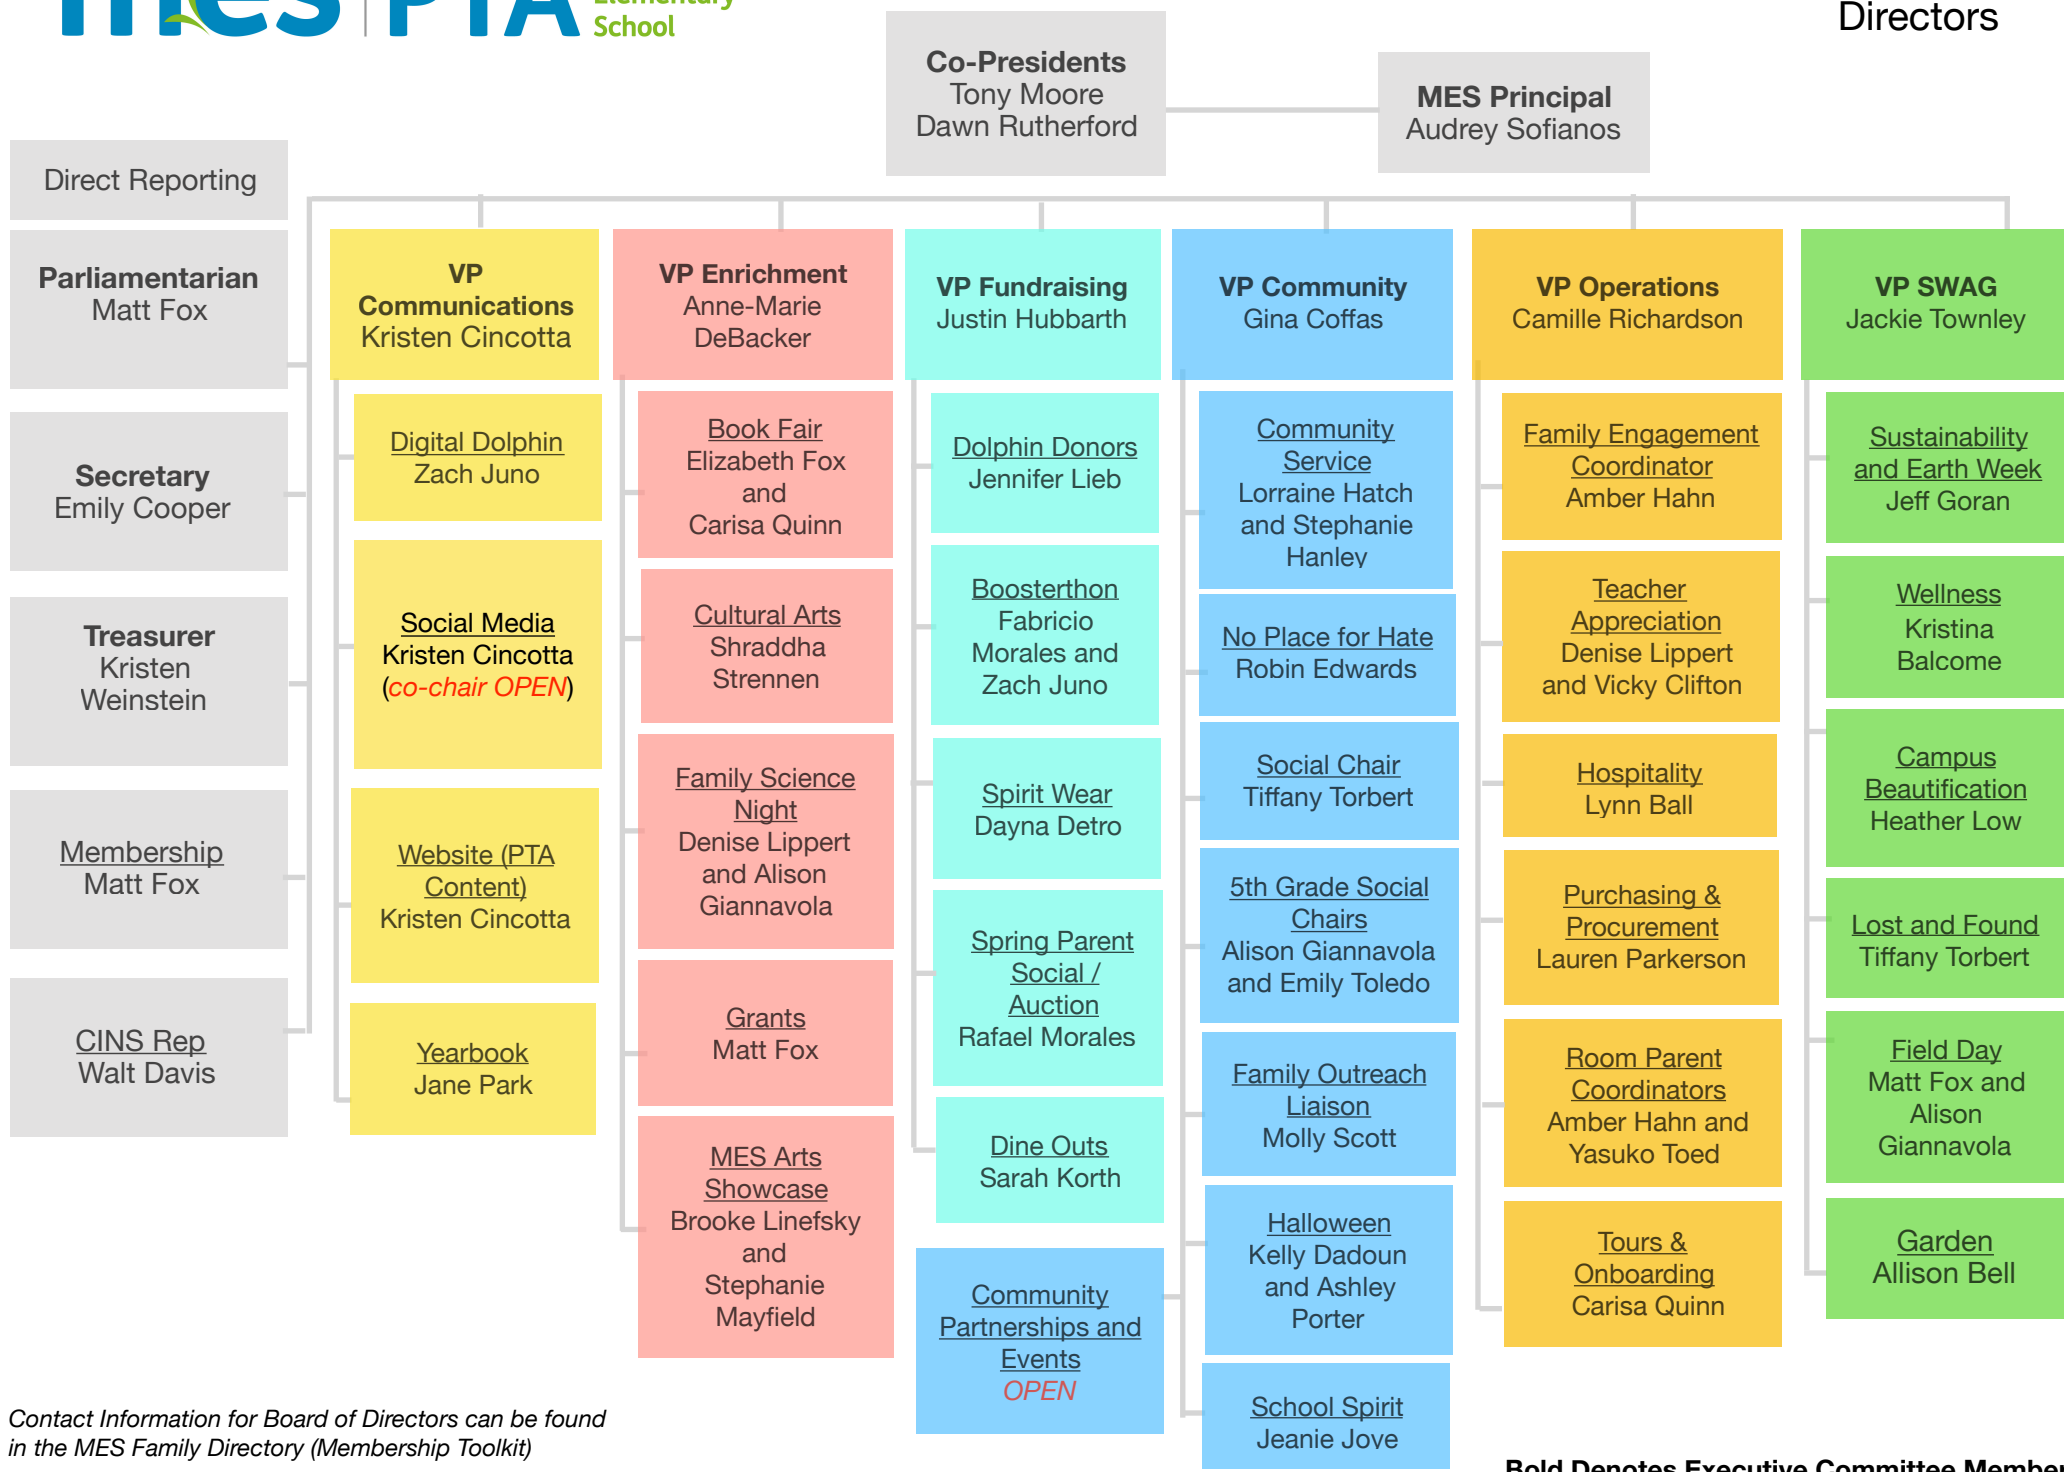 mes PTA
Elementary
School
Directors
Co-Presidents
Tony Moore
Dawn Rutherford
MES Principal
Audrey Sofianos
Direct Reporting
Parliamentarian
Matt Fox
Secretary
Emily Cooper
Treasurer
Kristen
Weinstein
Membership
Matt Fox
CINS Rep
Walt Davis
VP
Communications
Kristen Cincotta
Digital Dolphin
Zach Juno
Social Media
Kristen Cincotta
(co-chair OPEN)
Website (PTA
Content)
Kristen Cincotta
Yearbook
Jane Park
VP Enrichment
Anne-Marie
DeBacker
Book Fair
Elizabeth Fox
and
Carisa Quinn
Cultural Arts
Shraddha
Strennen
Family Science
Night
Denise Lippert
and Alison
Giannavola
Grants
Matt Fox
MES Arts
Showcase
Brooke Linefsky
and
Stephanie
Mayfield
VP Fundraising
Justin Hubbarth
Dolphin Donors
Jennifer Lieb
Boosterthon
Fabricio
Morales and
Zach Juno
Spirit Wear
Dayna Detro
Spring Parent
Social /
Auction
Rafael Morales
Dine Outs
Sarah Korth
Community
Partnerships and
Events
OPEN
VP Community
Gina Coffas
Community
Service
Lorraine Hatch
and Stephanie
Hanley
No Place for Hate
Robin Edwards
Social Chair
Tiffany Torbert
5th Grade Social
Chairs
Alison Giannavola
and Emily Toledo
Family Outreach
Liaison
Molly Scott
Halloween
Kelly Dadoun
and Ashley
Porter
School Spirit
Jeanie Jove
VP Operations
Camille Richardson
Family Engagement
Coordinator
Amber Hahn
Teacher
Appreciation
Denise Lippert
and Vicky Clifton
Hospitality
Lynn Ball
Purchasing &
Procurement
Lauren Parkerson
Room Parent
Coordinators
Amber Hahn and
Yasuko Toed
Tours &
Onboarding
Carisa Quinn
VP SWAG
Jackie Townley
Sustainability
and Earth Week
Jeff Goran
Wellness
Kristina
Balcome
Campus
Beautification
Heather Low
Lost and Found
Tiffany Torbert
Field Day
Matt Fox and
Alison
Giannavola
Garden
Allison Bell
Contact Information for Board of Directors can be found
in the MES Family Directory (Membership Toolkit)
Bold Denotes Executive Committee Member